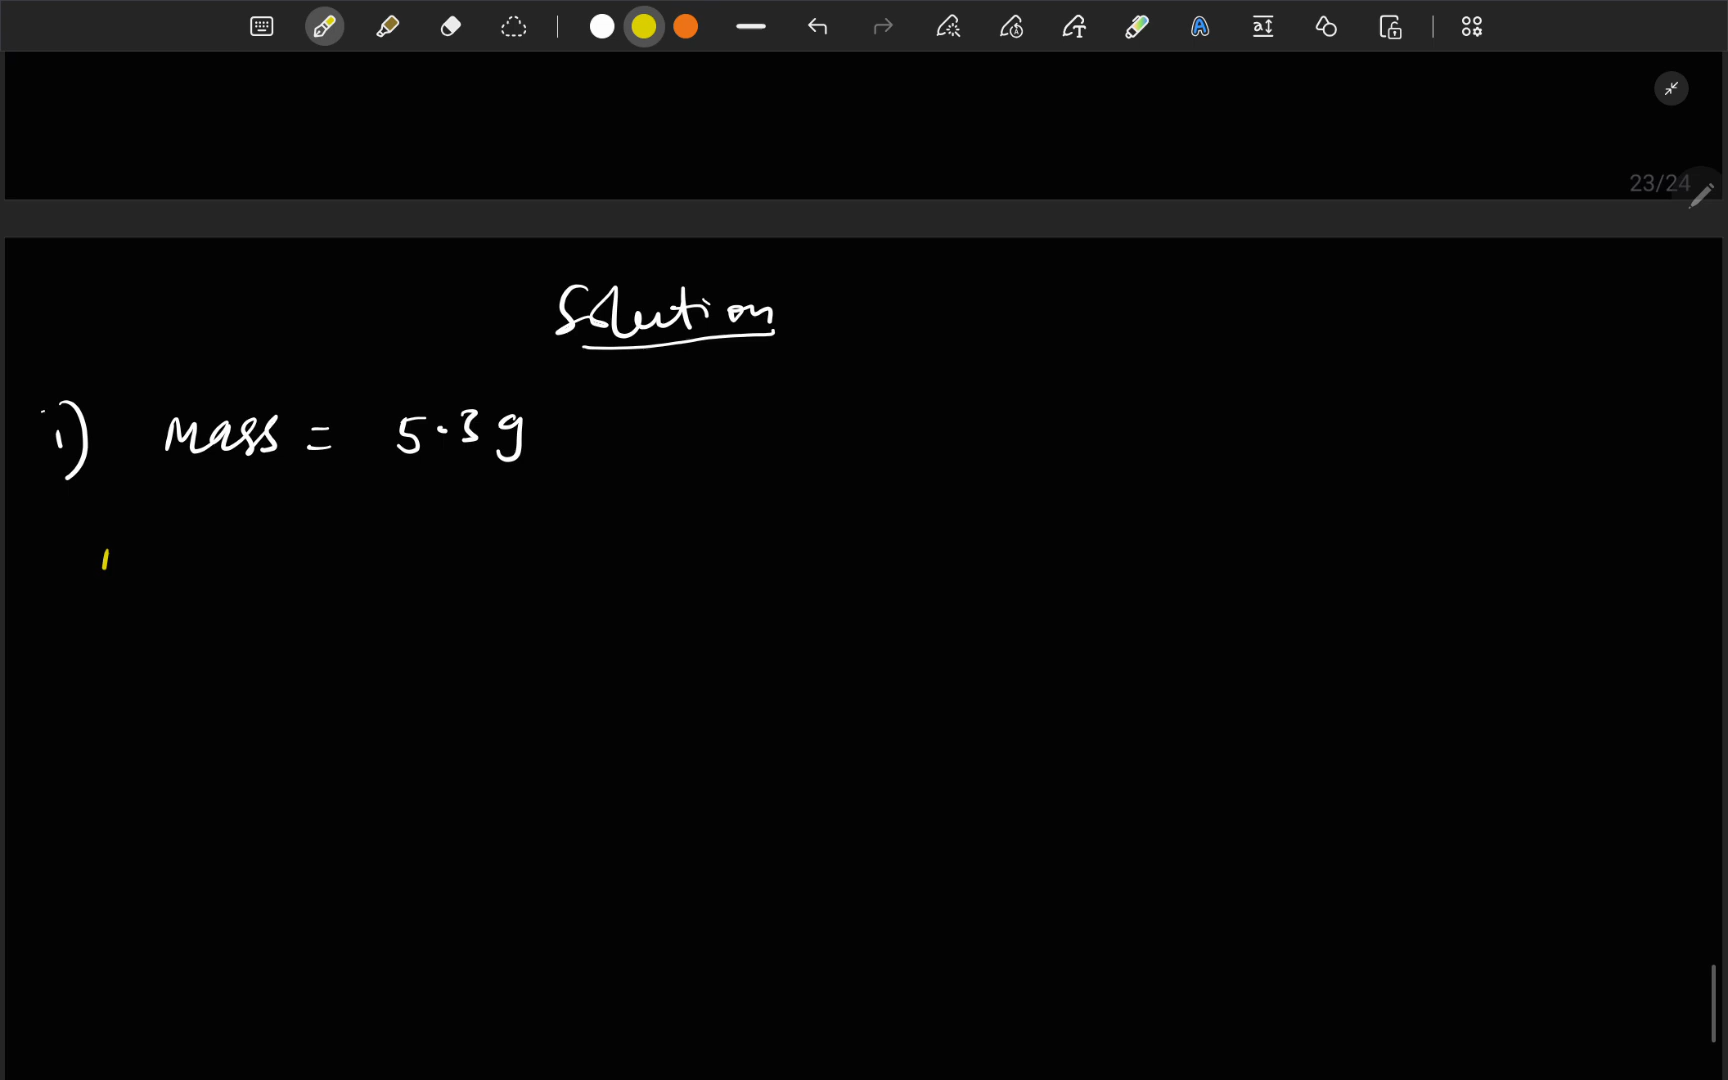 23/24
Solution
i) Mass = 5.3 g